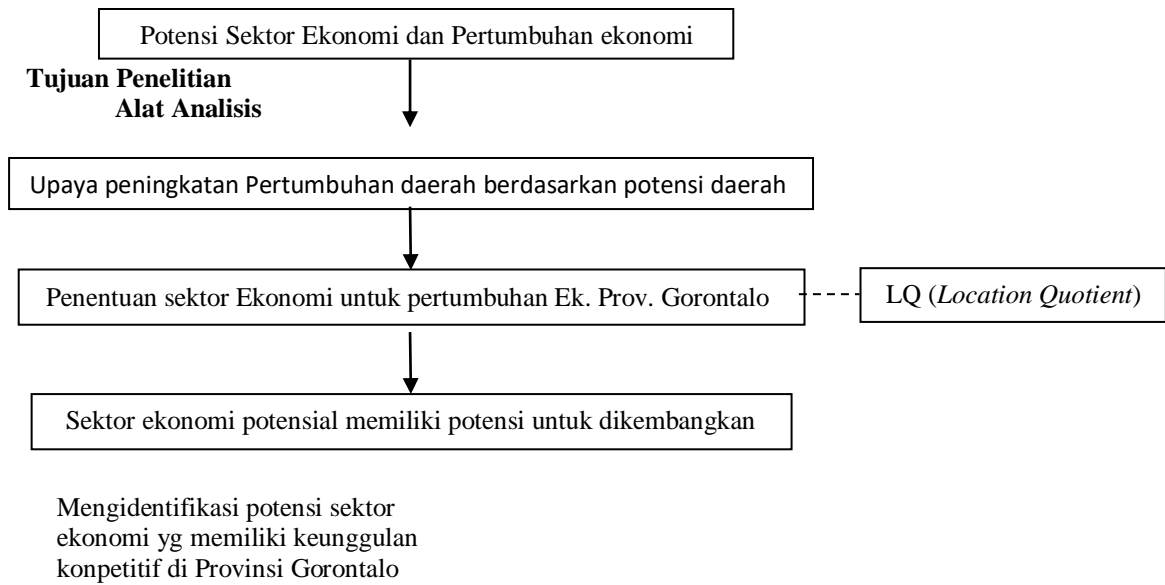 Potensi Sektor Ekonomi dan Pertumbuhan ekonomi
Tujuan Penelitian
Alat Analisis
Upaya peningkatan Pertumbuhan daerah berdasarkan potensi daerah
Penentuan sektor Ekonomi untuk pertumbuhan Ek. Prov. Gorontalo
LQ (Location Quotient)
Sektor ekonomi potensial memiliki potensi untuk dikembangkan
Mengidentifikasi potensi sektor
ekonomi yg memiliki keunggulan
konpetitif di Provinsi Gorontalo